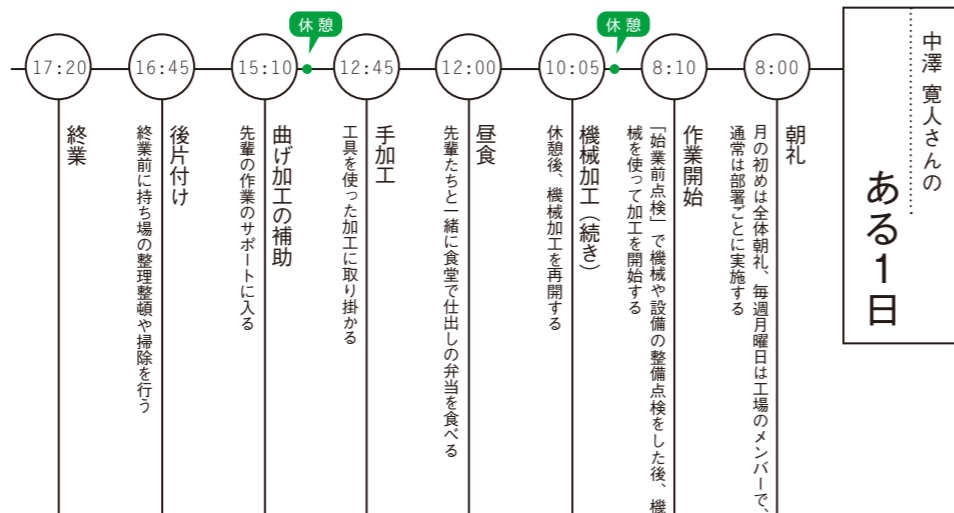 中澤 寛人さんの
ある1日
8:00
朝礼
月の初めは全体朝礼、毎週月曜日は工場のメンバーで、
通常は部署ごとに実施する
8:10
作業開始
「始業前点検」で機械や設備の整備点検をした後、機
械を使って加工を開始する
休憩
10:05
機械加工（続き）
休憩後、機械加工を再開する
12:00
昼食
先輩たちと一緒に食堂で仕出しの弁当を食べる
12:45
手加工
工具を使った加工に取り掛かる
休憩
15:10
曲げ加工の補助
先輩の作業のサポートに入る
16:45
後片付け
終業前に持ち場の整理整頓や掃除を行う
17:20
終業